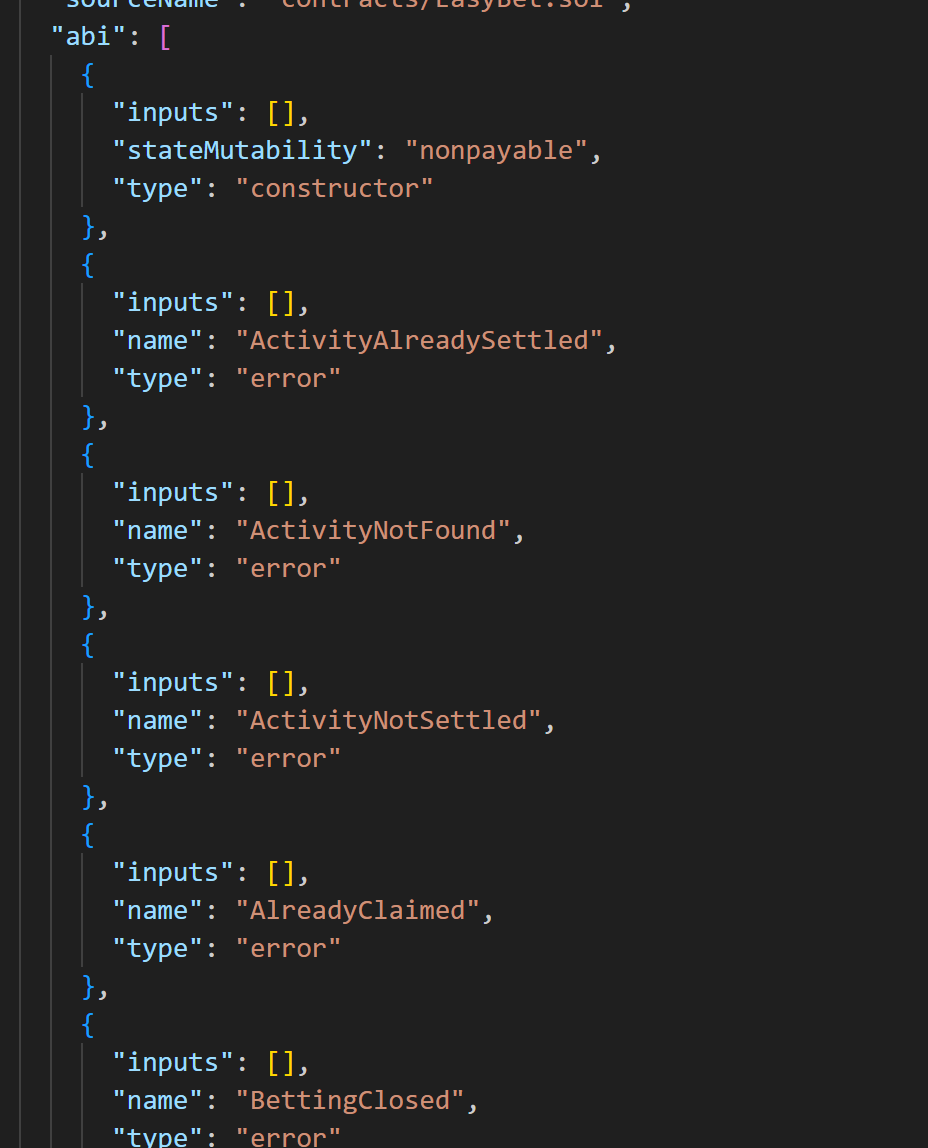 "sourceName": "contracts/EasyBet.sol",
"abi": [
{
"inputs": [],
"stateMutability": "nonpayable",
"type": "constructor"
},
{
"inputs": [],
"name": "ActivityAlreadySettled",
"type": "error"
},
{
"inputs": [],
"name": "ActivityNotFound",
"type": "error"
},
{
"inputs": [],
"name": "ActivityNotSettled",
"type": "error"
},
{
"inputs": [],
"name": "AlreadyClaimed",
"type": "error"
},
{
"inputs": [],
"name": "BettingClosed",
"type": "error"